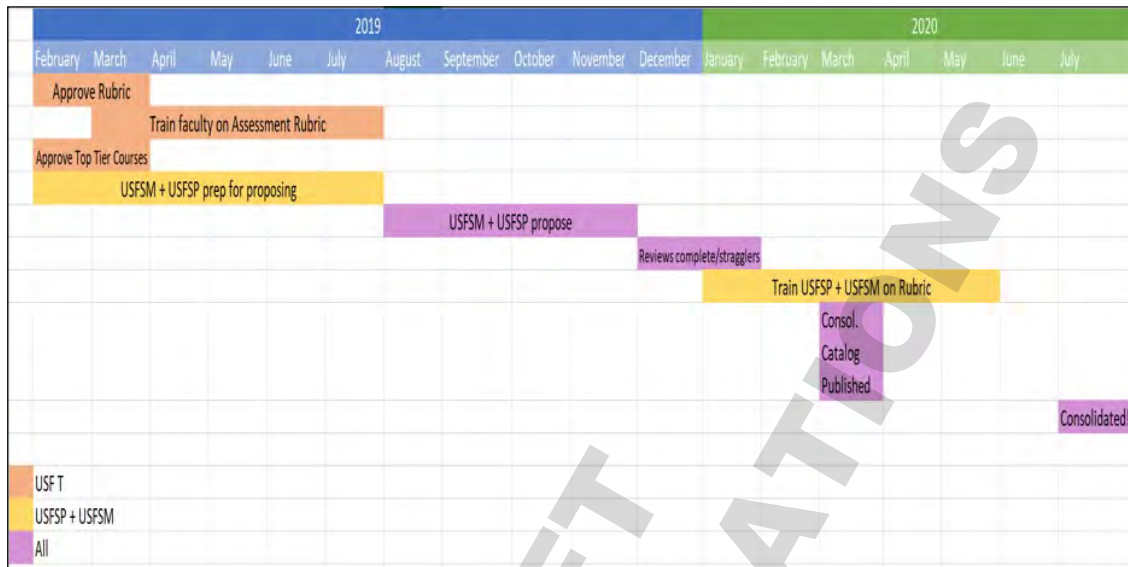 2019 2020
February March April May June July August September October November December January February March April May June July
Approve Rubric
Train faculty on Assessment Rubric
Approve Top Tier Courses
USFSM + USFSP prep for proposing
USFSM + USFSP propose
Reviews complete/stragglers
Train USFSP + USFSM on Rubric
Consol.
Catalog
Published
Consolidated!
USF T
USFSP + USFSM
All